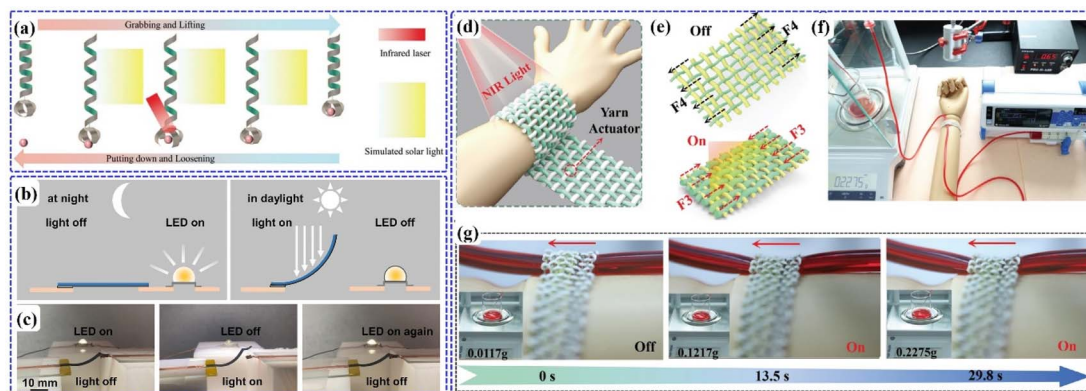 (a)
Grabbing and Lifting
Infrared laser
Simulated solar light
Putting down and Loosening
(b)
at night
light off
LED on
in daylight
light on
LED off
(c)
LED on
light off
LED off
light on
LED on again
light off
10 mm
(d)
NIR Light
Yarn
Actuator
(e)
Off
F4
F4
On
F3
F3
(f)
02275
(g)
0.0117g
Off
0.1217g
On
0.2275g
On
0 s
13.5 s
29.8 s